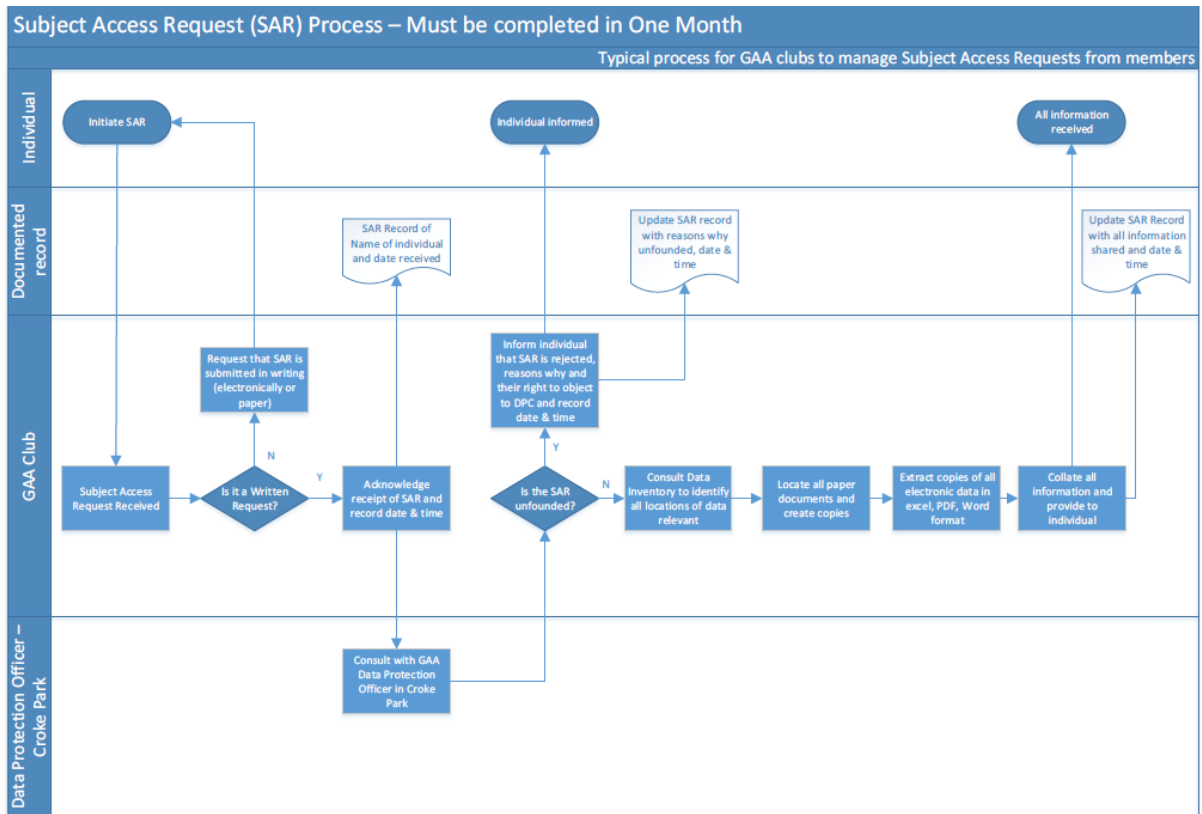 Subject Access Request (SAR) Process – Must be completed in One Month
Typical process for GAA clubs to manage Subject Access Requests from members
Individual
Initiate SAR
Individual informed
All information
received
Documented
record
SAR Record of
Name of individual
and date received
Update SAR record
with reasons why
unfounded, date &
time
Update SAR Record
with all information
shared and date &
time
GAA Club
Request that SAR is
submitted in writing
(electronically or
paper)
Inform individual
that SAR is rejected,
reasons why and
their right to object
to DPC and record
date & time
N
Y
Subject Access
Request Received
Is it a Written
Request?
Y
Acknowledge
receipt of SAR and
record date & time
Is the SAR
unfounded?
N
Consult Data
Inventory to identify
all locations of data
relevant
Locate all paper
documents and
create copies
Extract copies of all
electronic data in
excel, PDF, Word
format
Collate all
information and
provide to
individual
Data Protection Officer –
Croke Park
Consult with GAA
Data Protection
Officer in Croke
Park